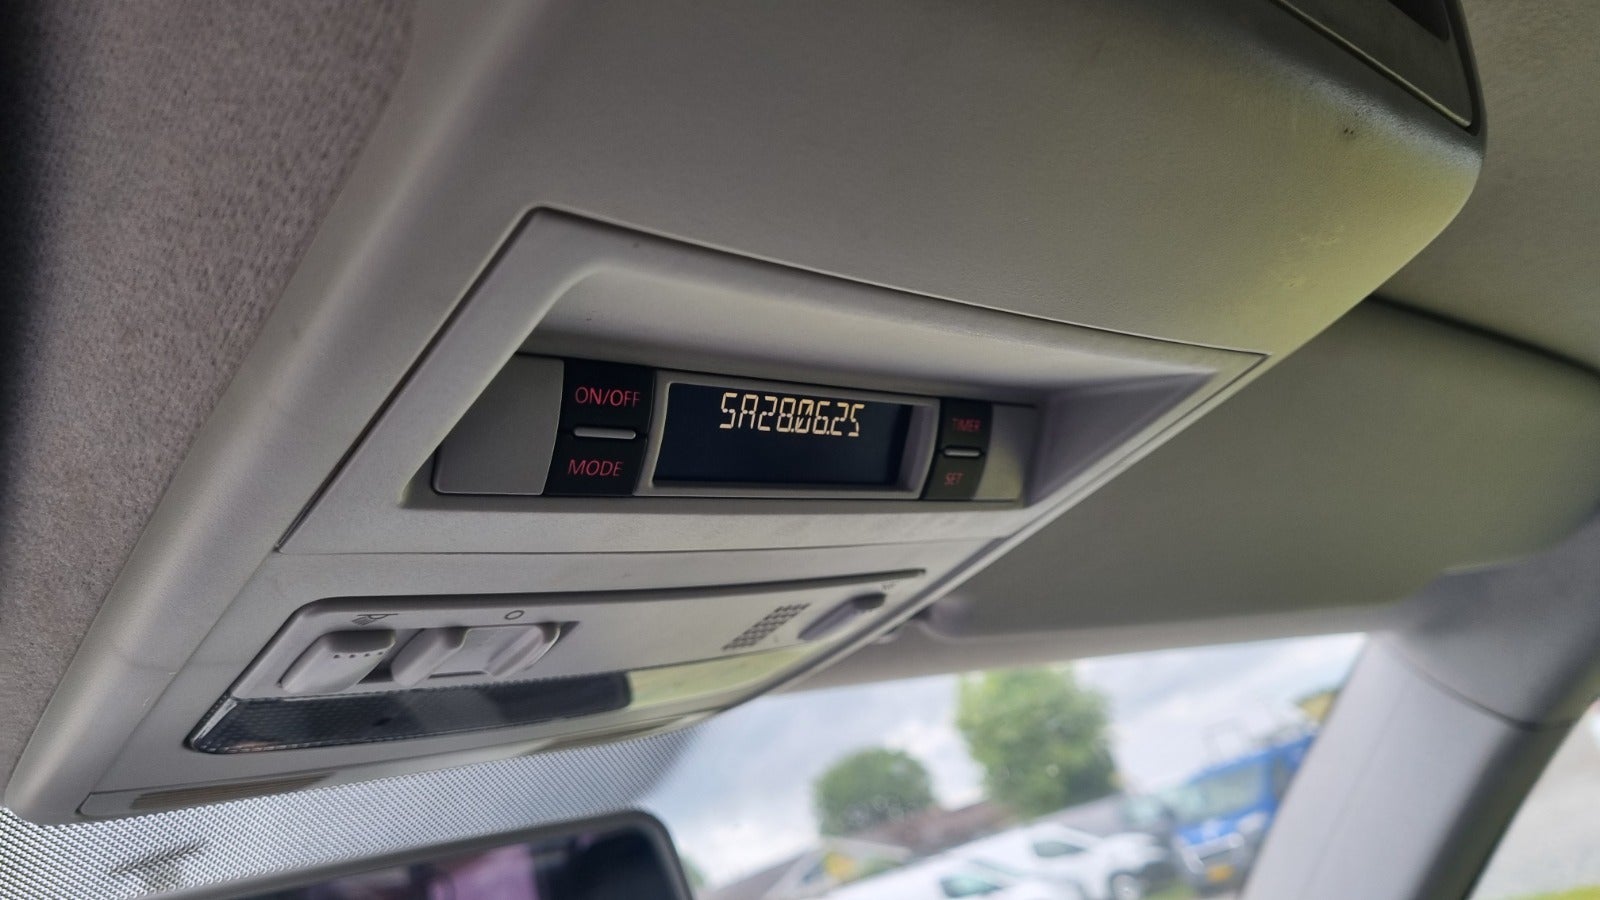 ON/OFF
SA28.06.25
TIMER
MODE
SET